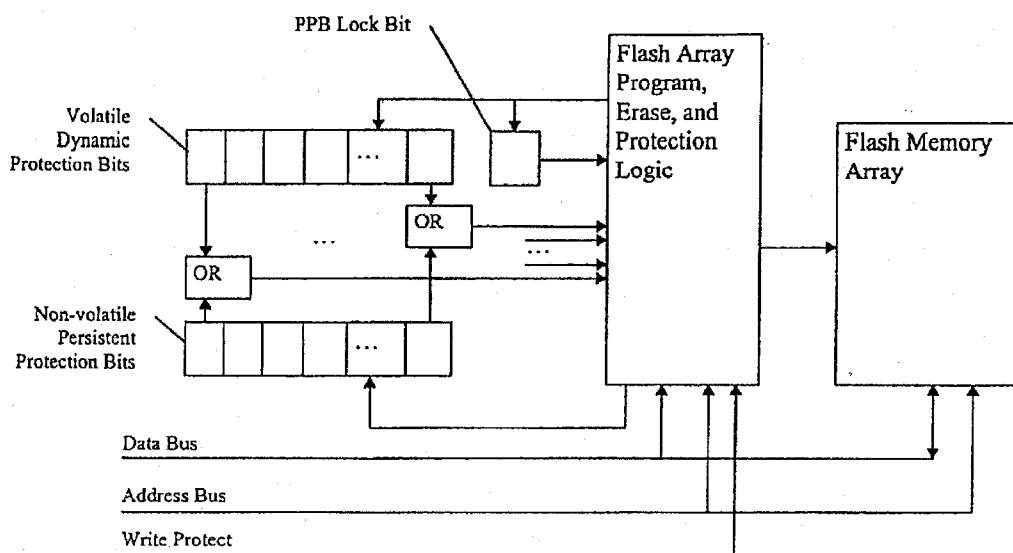 PPB Lock Bit
Flash Array
Program,
Erase, and
Protection
Logic
Volatile
Dynamic
Protection Bits
...
Flash Memory
Array
OR
...
...
OR
Non-volatile
Persistent
Protection Bits
...
Data Bus
Address Bus
Write Protect